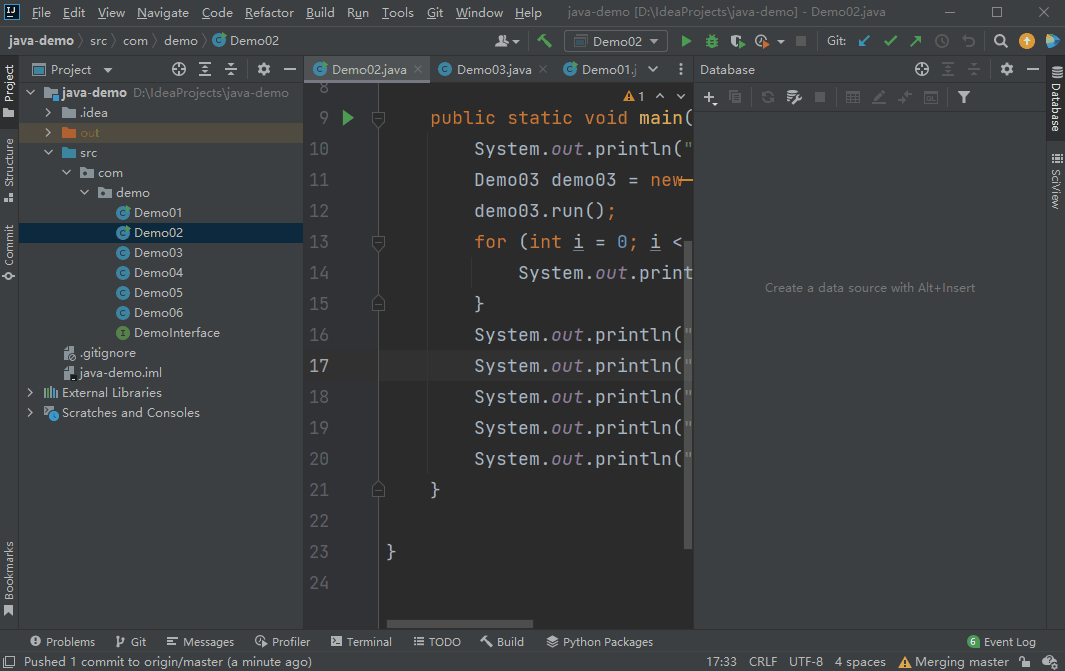 IJ File Edit View Navigate Code Refactor Build Run Tools Git Window Help java-demo [D:\IdeaProjects\java-demo] - Demo02.java
java-demo src com demo Demo02 Demo02 Git:
Project Demo02.java Demo03.java Demo01.j Database
Project
Structure
Commit
Bookmarks
java-demo D:\IdeaProjects\java-demo
.idea
out
src
com
demo
Demo01
Demo02
Demo03
Demo04
Demo05
Demo06
DemoInterface
.gitignore
java-demo.iml
External Libraries
Scratches and Consoles
1
8
9 public static void main(
10 System.out.println("
11 Demo03 demo03 = new
12 demo03.run();
13 for (int i = 0; i <
14 System.out.print
15 }
16 System.out.println("
17 System.out.println("
18 System.out.println("
19 System.out.println("
20 System.out.println("
21 }
22
23 }
24
Create a data source with Alt+Insert
Database
SciView
Problems Git Messages Profiler Terminal TODO Build Python Packages 6 Event Log
Pushed 1 commit to origin/master (a minute ago) 17:33 CRLF UTF-8 4 spaces Merging master